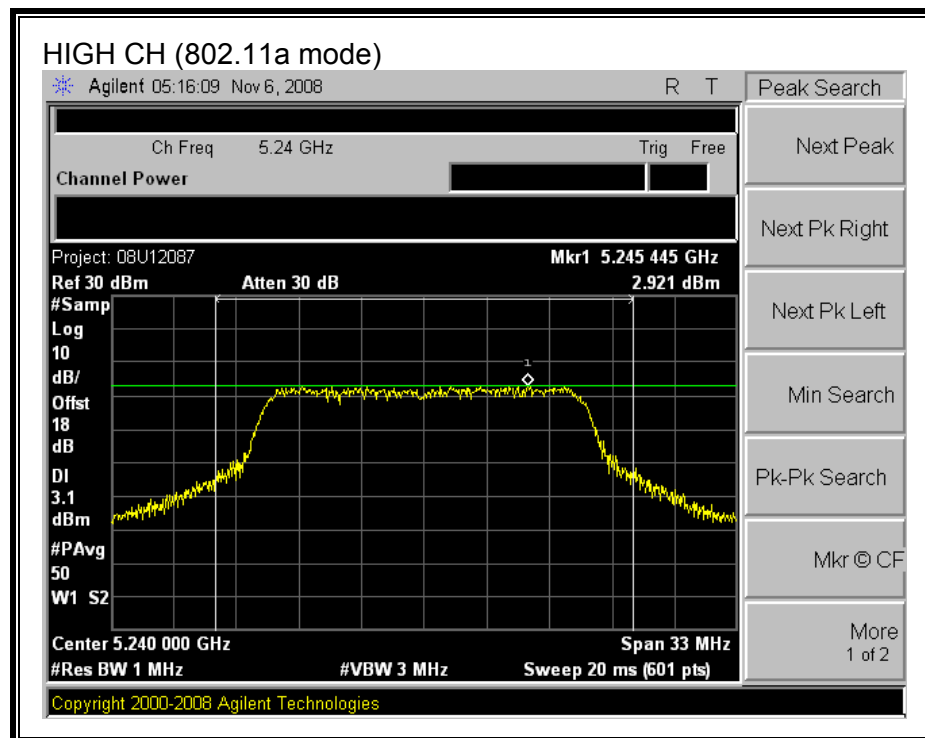 HIGH CH (802.11a mode)
Agilent 05:16:09 Nov 6, 2008 R T
Peak Search
Ch Freq 5.24 GHz Trig Free
Channel Power
Next Peak
Next Pk Right
Project: 08U12087 Mkr1 5.245 445 GHz
Ref 30 dBm Atten 30 dB 2.921 dBm
#Samp
Log
10
dB/
Offst
18
dB
DI
3.1
dBm
#PAvg
50
W1 S2
1
Next Pk Left
Min Search
Pk-Pk Search
Mkr © CF
More
1 of 2
Center 5.240 000 GHz Span 33 MHz
#Res BW 1 MHz #VBW 3 MHz Sweep 20 ms (601 pts)
Copyright 2000-2008 Agilent Technologies